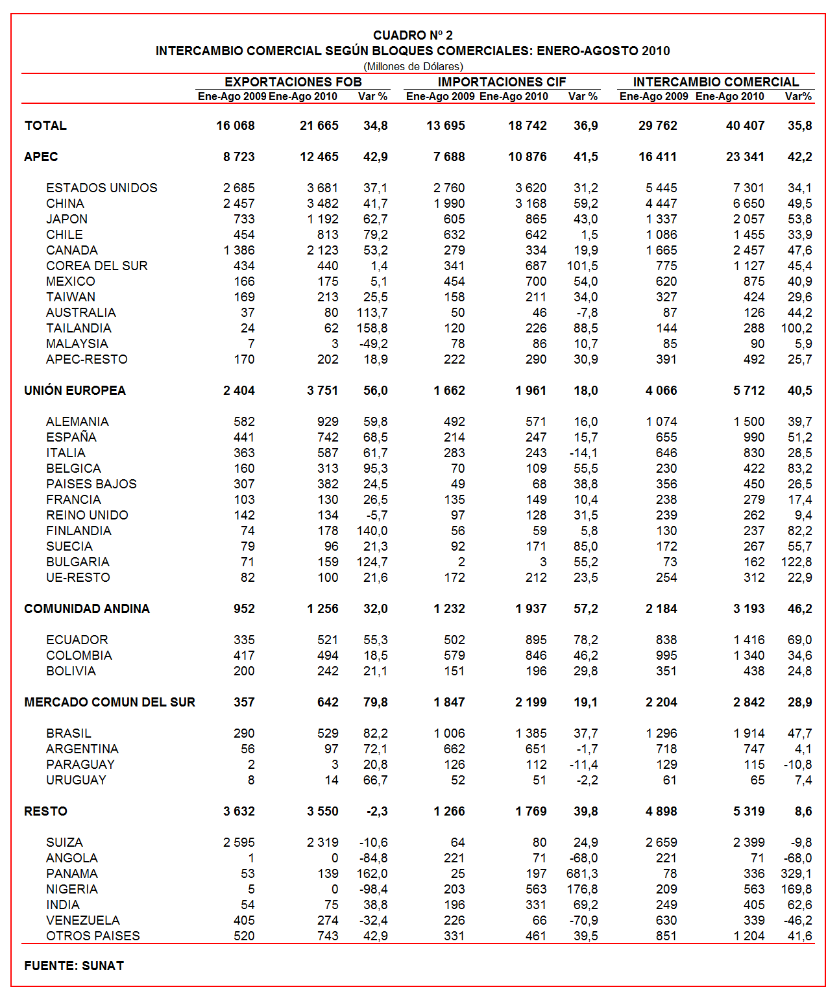 CUADRO Nº 2
INTERCAMBIO COMERCIAL SEGÚN BLOQUES COMERCIALES: ENERO-AGOSTO 2010
(Millones de Dólares)
EXPORTACIONES FOB IMPORTACIONES CIF INTERCAMBIO COMERCIAL
Ene-Ago 2009 Ene-Ago 2010 Var % Ene-Ago 2009 Ene-Ago 2010 Var % Ene-Ago 2009 Ene-Ago 2010 Var%
TOTAL 16 068 21 665 34,8 13 695 18 742 36,9 29 762 40 407 35,8
APEC 8 723 12 465 42,9 7 688 10 876 41,5 16 411 23 341 42,2
ESTADOS UNIDOS 2 685 3 681 37,1 2 760 3 620 31,2 5 445 7 301 34,1
CHINA 2 457 3 482 41,7 1 990 3 168 59,2 4 447 6 650 49,5
JAPON 733 1 192 62,7 605 865 43,0 1 337 2 057 53,8
CHILE 454 813 79,2 632 642 1,5 1 086 1 455 33,9
CANADA 1 386 2 123 53,2 279 334 19,9 1 665 2 457 47,6
COREA DEL SUR 434 440 1,4 341 687 101,5 775 1 127 45,4
MEXICO 166 175 5,1 454 700 54,0 620 875 40,9
TAIWAN 169 213 25,5 158 211 34,0 327 424 29,6
AUSTRALIA 37 80 113,7 50 46 -7,8 87 126 44,2
TAILANDIA 24 62 158,8 120 226 88,5 144 288 100,2
MALAYSIA 7 3 -49,2 78 86 10,7 85 90 5,9
APEC-RESTO 170 202 18,9 222 290 30,9 391 492 25,7
UNIÓN EUROPEA 2 404 3 751 56,0 1 662 1 961 18,0 4 066 5 712 40,5
ALEMANIA 582 929 59,8 492 571 16,0 1 074 1 500 39,7
ESPAÑA 441 742 68,5 214 247 15,7 655 990 51,2
ITALIA 363 587 61,7 283 243 -14,1 646 830 28,5
BELGICA 160 313 95,3 70 109 55,5 230 422 83,2
PAISES BAJOS 307 382 24,5 49 68 38,8 356 450 26,5
FRANCIA 103 130 26,5 135 149 10,4 238 279 17,4
REINO UNIDO 142 134 -5,7 97 128 31,5 239 262 9,4
FINLANDIA 74 178 140,0 56 59 5,8 130 237 82,2
SUECIA 79 96 21,3 92 171 85,0 172 267 55,7
BULGARIA 71 159 124,7 2 3 55,2 73 162 122,8
UE-RESTO 82 100 21,6 172 212 23,5 254 312 22,9
COMUNIDAD ANDINA 952 1 256 32,0 1 232 1 937 57,2 2 184 3 193 46,2
ECUADOR 335 521 55,3 502 895 78,2 838 1 416 69,0
COLOMBIA 417 494 18,5 579 846 46,2 995 1 340 34,6
BOLIVIA 200 242 21,1 151 196 29,8 351 438 24,8
MERCADO COMUN DEL SUR 357 642 79,8 1 847 2 199 19,1 2 204 2 842 28,9
BRASIL 290 529 82,2 1 006 1 385 37,7 1 296 1 914 47,7
ARGENTINA 56 97 72,1 662 651 -1,7 718 747 4,1
PARAGUAY 2 3 20,8 126 112 -11,4 129 115 -10,8
URUGUAY 8 14 66,7 52 51 -2,2 61 65 7,4
RESTO 3 632 3 550 -2,3 1 266 1 769 39,8 4 898 5 319 8,6
SUIZA 2 595 2 319 -10,6 64 80 24,9 2 659 2 399 -9,8
ANGOLA 1 0 -84,8 221 71 -68,0 221 71 -68,0
PANAMA 53 139 162,0 25 197 681,3 78 336 329,1
NIGERIA 5 0 -98,4 203 563 176,8 209 563 169,8
INDIA 54 75 38,8 196 331 69,2 249 405 62,6
VENEZUELA 405 274 -32,4 226 66 -70,9 630 339 -46,2
OTROS PAISES 520 743 42,9 331 461 39,5 851 1 204 41,6
FUENTE: SUNAT